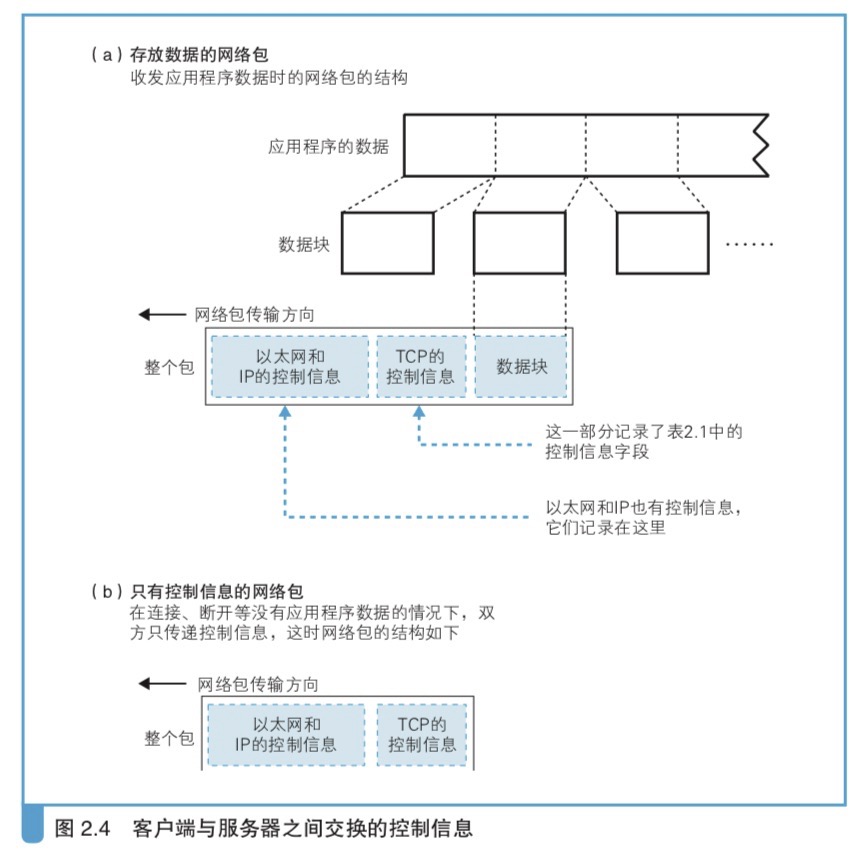 （a）存放数据的网络包
收发应用程序数据时的网络包的结构
应用程序的数据
数据块
……
网络包传输方向
整个包
以太网和
IP的控制信息
TCP的
控制信息
数据块
这一部分记录了表2.1中的
控制信息字段
以太网和IP也有控制信息，
它们记录在这里
（b）只有控制信息的网络包
在连接、断开等没有应用程序数据的情况下，双
方只传递控制信息，这时网络包的结构如下
网络包传输方向
整个包
以太网和
IP的控制信息
TCP的
控制信息
图 2.4 客户端与服务器之间交换的控制信息